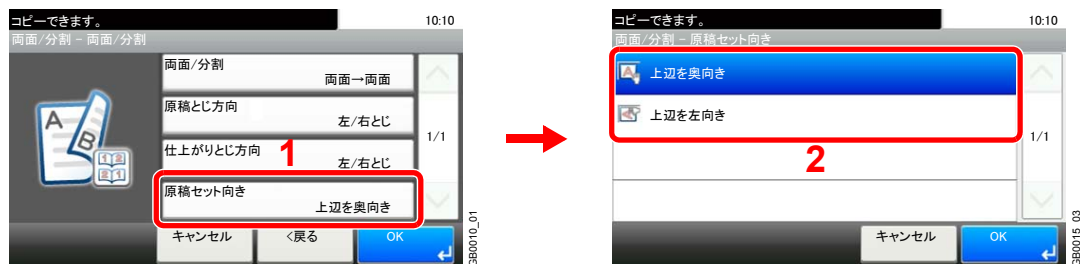 コピーできます。
10:10
両面/分割 - 両面/分割
両面/分割
両面→両面
原稿とじ方向
左/右とじ
仕上がりとじ方向
左/右とじ
原稿セット向き
上辺を奥向き
1/1
1
A
B
1 2
2 1
キャンセル
<戻る
OK
GB0010_01
コピーできます。
10:10
両面/分割 - 原稿セット向き
上辺を奥向き
上辺を左向き
1/1
2
キャンセル
OK
GB0015_03